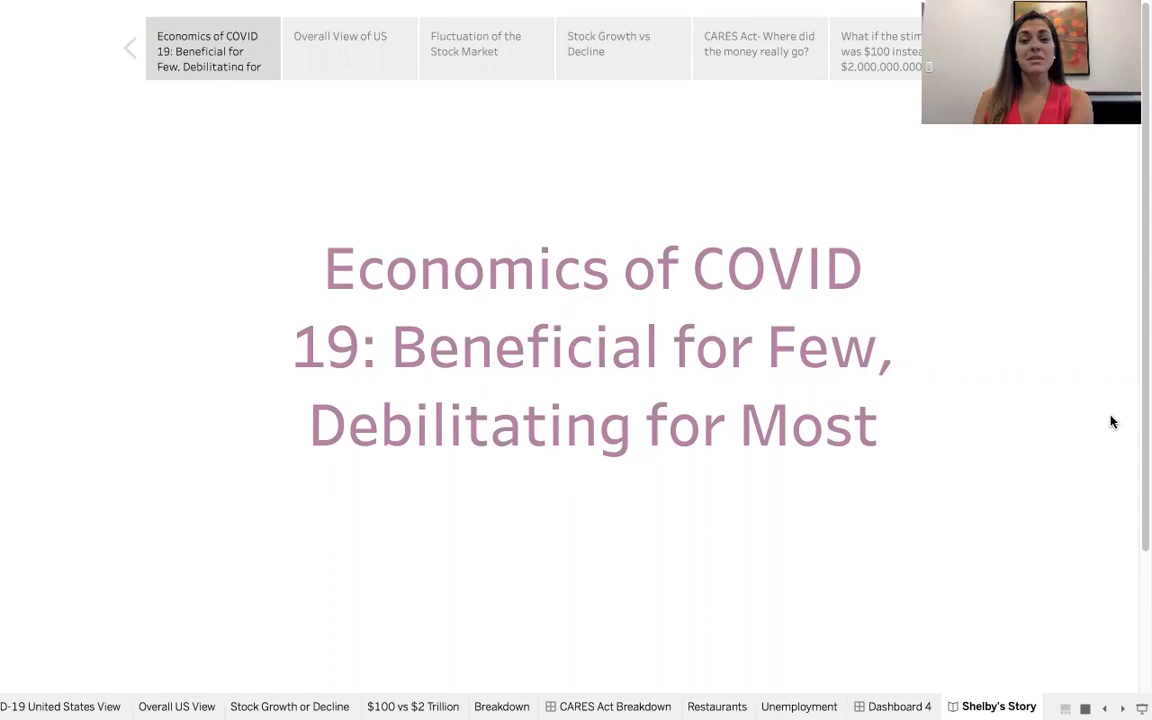 Economics of COVID
19: Beneficial for
Few, Debilitating for
Overall View of US
Fluctuation of the
Stock Market
Stock Growth vs
Decline
CARES Act- Where did
the money really go?
What if the stim
was $100 instea
$2,000,000,000
Economics of COVID
19: Beneficial for Few,
Debilitating for Most
D-19 United States View
Overall US View
Stock Growth or Decline
$100 vs $2 Trillion
Breakdown
CARES Act Breakdown
Restaurants
Unemployment
Dashboard 4
Shelby's Story